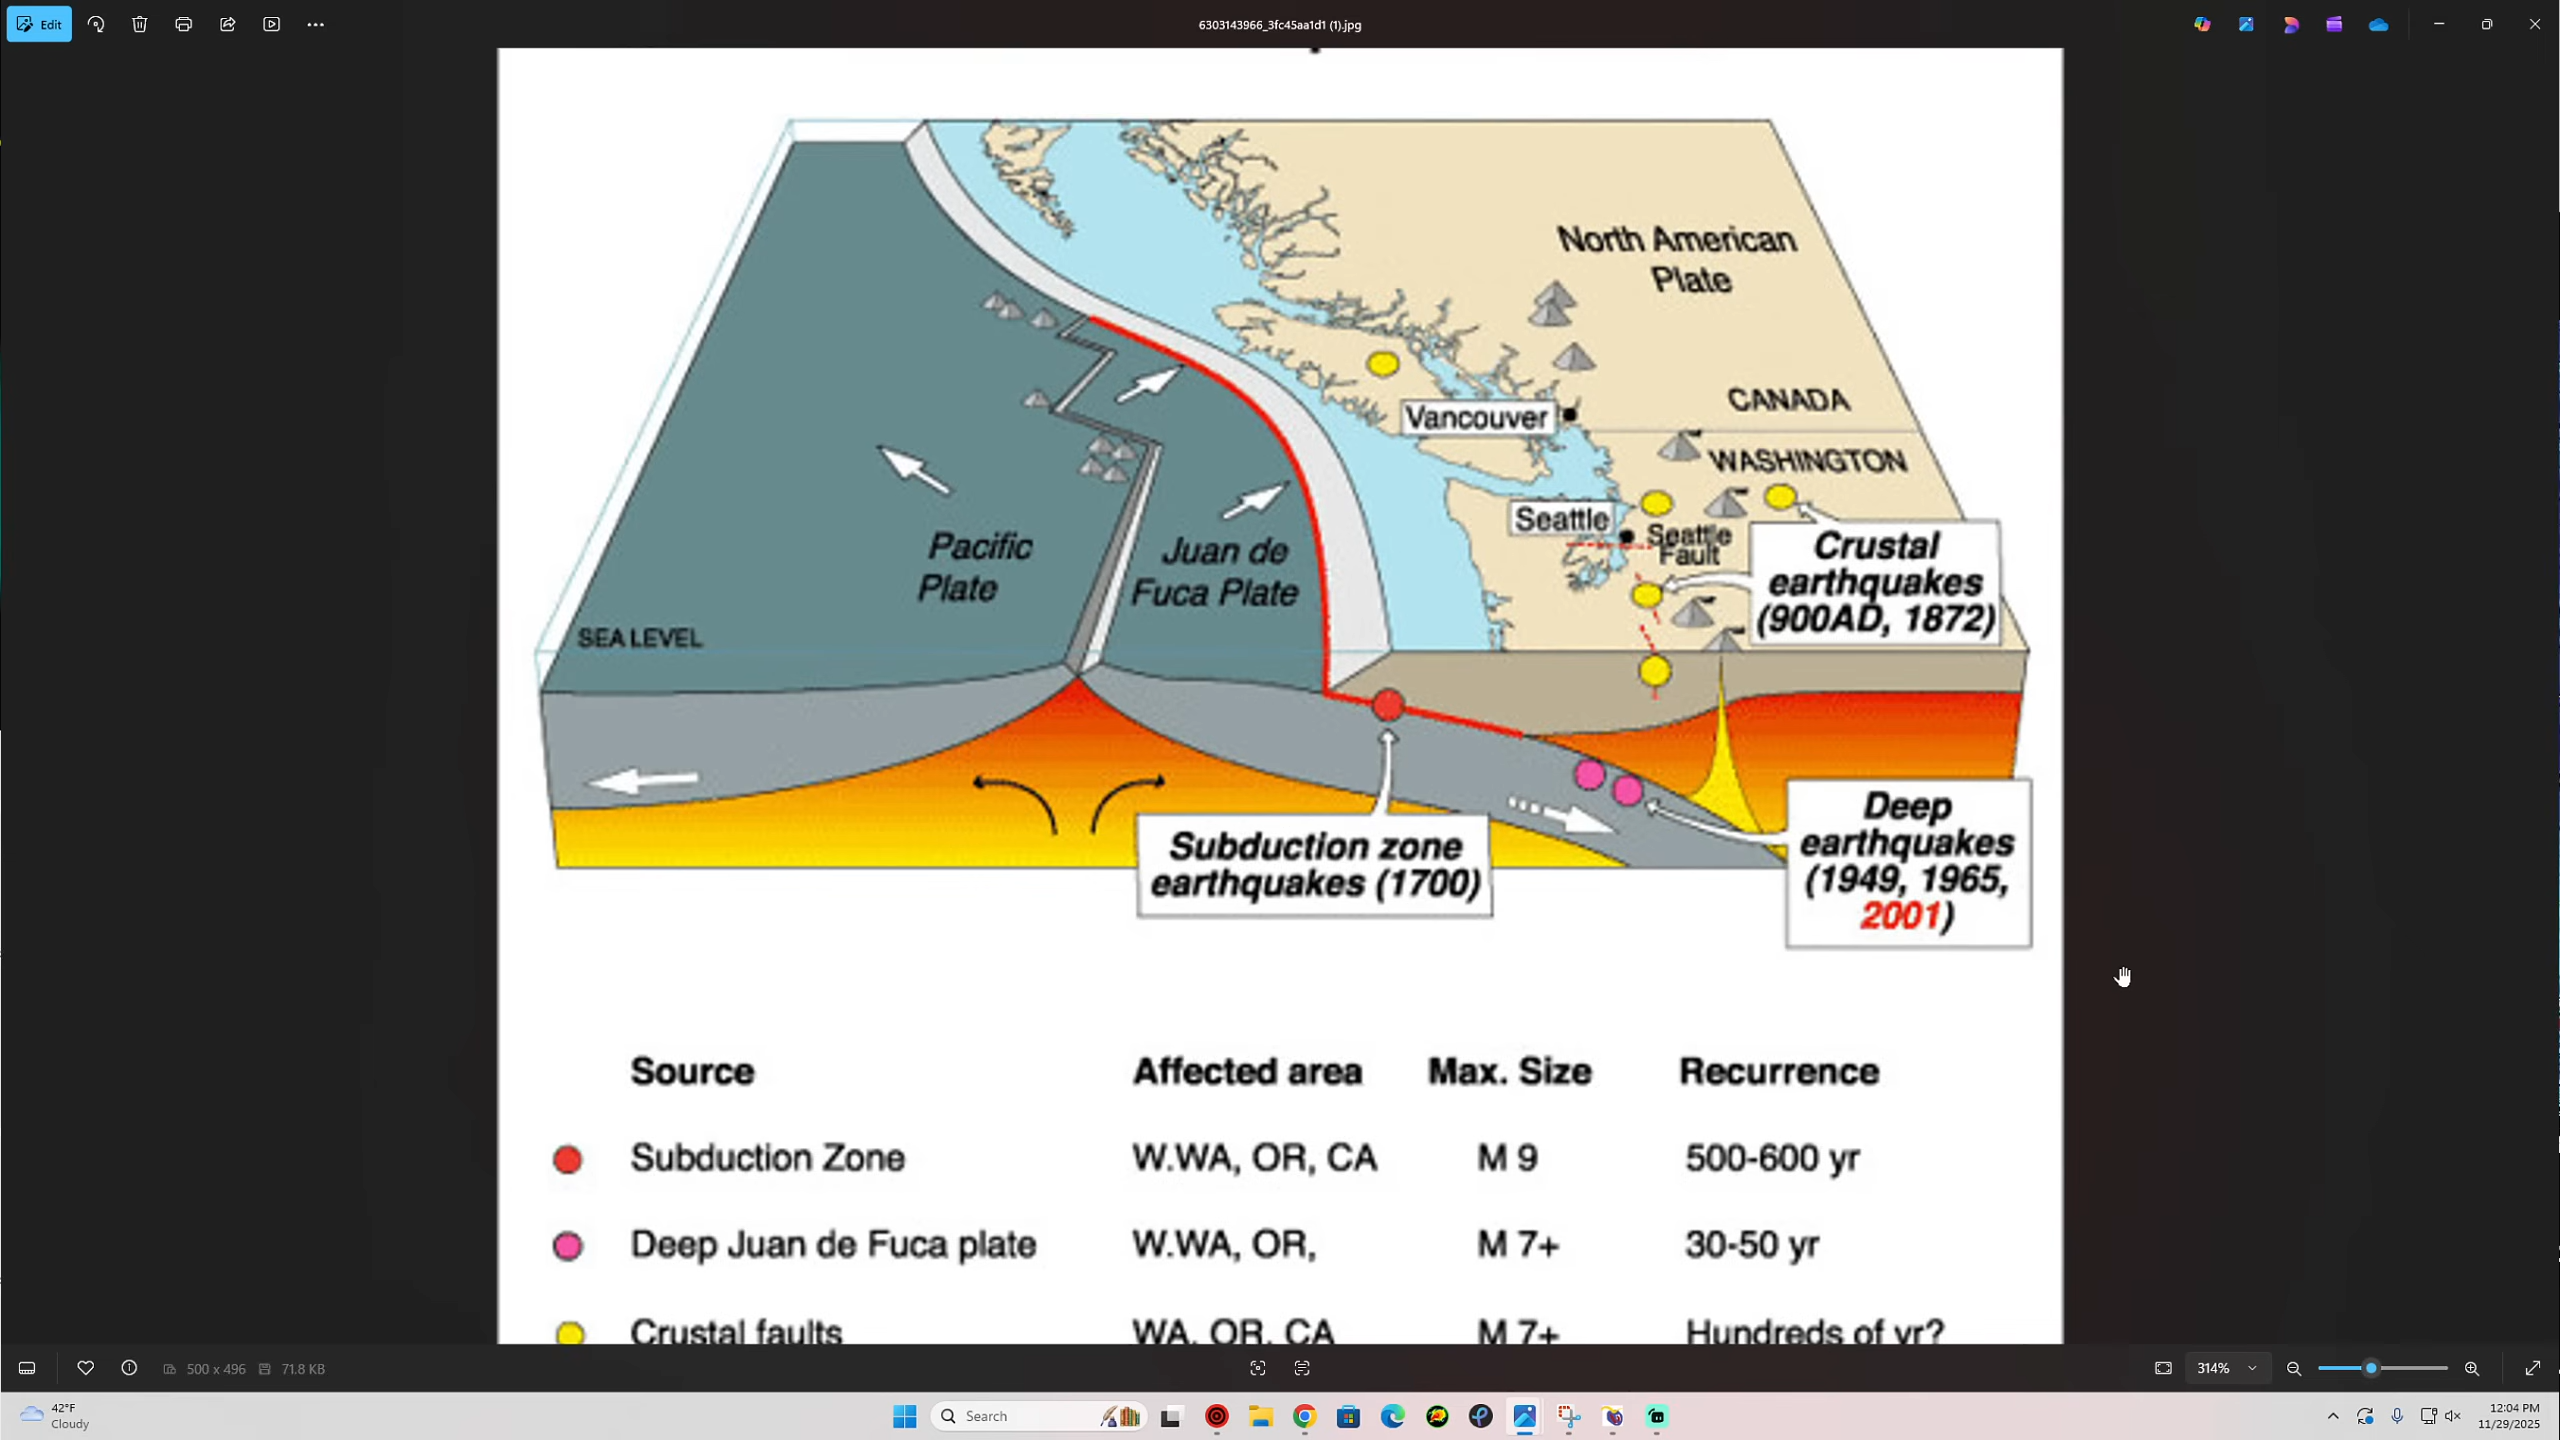 Edit
6303143966_3fc45aa1d1 (1).jpg
North American
Plate
CANADA
Vancouver
WASHINGTON
Seattle
Seattle
Fault
Crustal
earthquakes
(900AD, 1872)
Pacific
Plate
Juan de
Fuca Plate
SEA LEVEL
Subduction zone
earthquakes (1700)
Deep
earthquakes
(1949, 1965,
2001)
Source Affected area Max. Size Recurrence
Subduction Zone W.WA, OR, CA M 9 500-600 yr
Deep Juan de Fuca plate W.WA, OR, M 7+ 30-50 yr
Crustal faults WA, OR, CA M 7+ Hundreds of yr?
500 x 496 71.8 KB 314%
42°F
Cloudy
Search
12:04 PM
11/29/2025